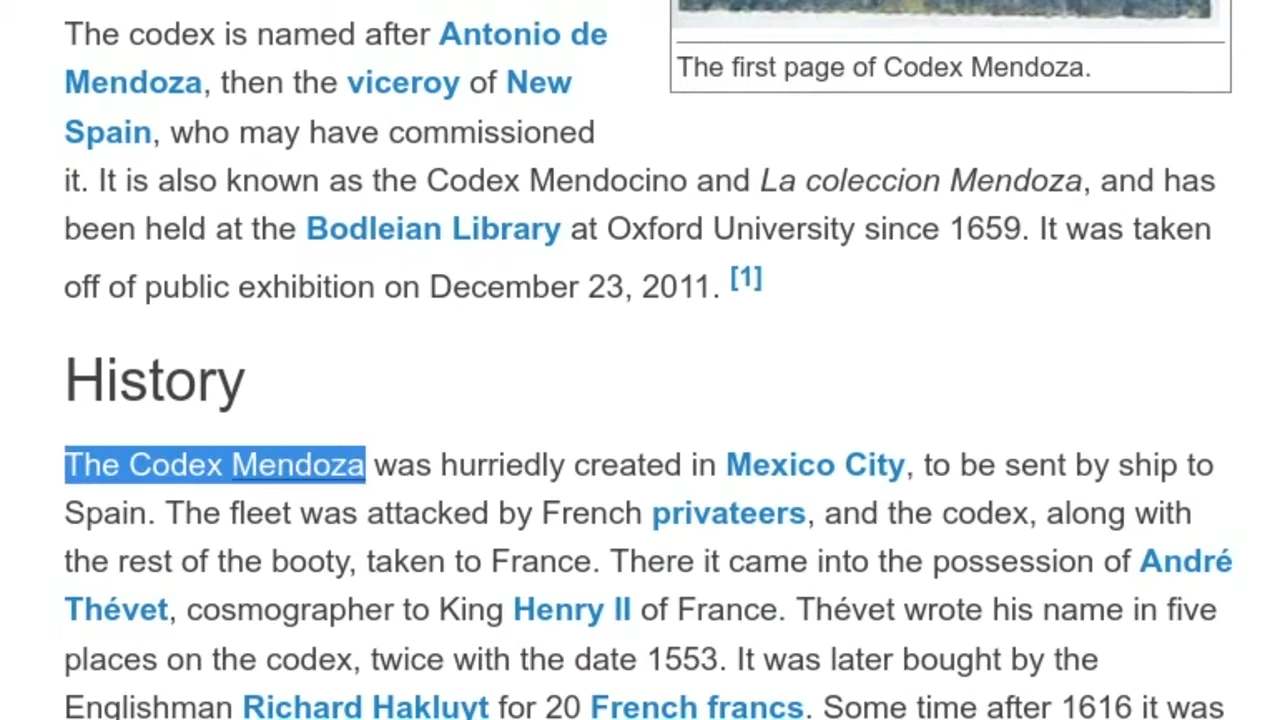 The codex is named after Antonio de
Mendoza, then the viceroy of New
Spain, who may have commissioned
it. It is also known as the Codex Mendocino and La coleccion Mendoza, and has
been held at the Bodleian Library at Oxford University since 1659. It was taken
off of public exhibition on December 23, 2011. [1]
The first page of Codex Mendoza.
History
The Codex Mendoza was hurriedly created in Mexico City, to be sent by ship to
Spain. The fleet was attacked by French privateers, and the codex, along with
the rest of the booty, taken to France. There it came into the possession of André
Thévet, cosmographer to King Henry II of France. Thévet wrote his name in five
places on the codex, twice with the date 1553. It was later bought by the
Englishman Richard Hakluyt for 20 French francs. Some time after 1616 it was